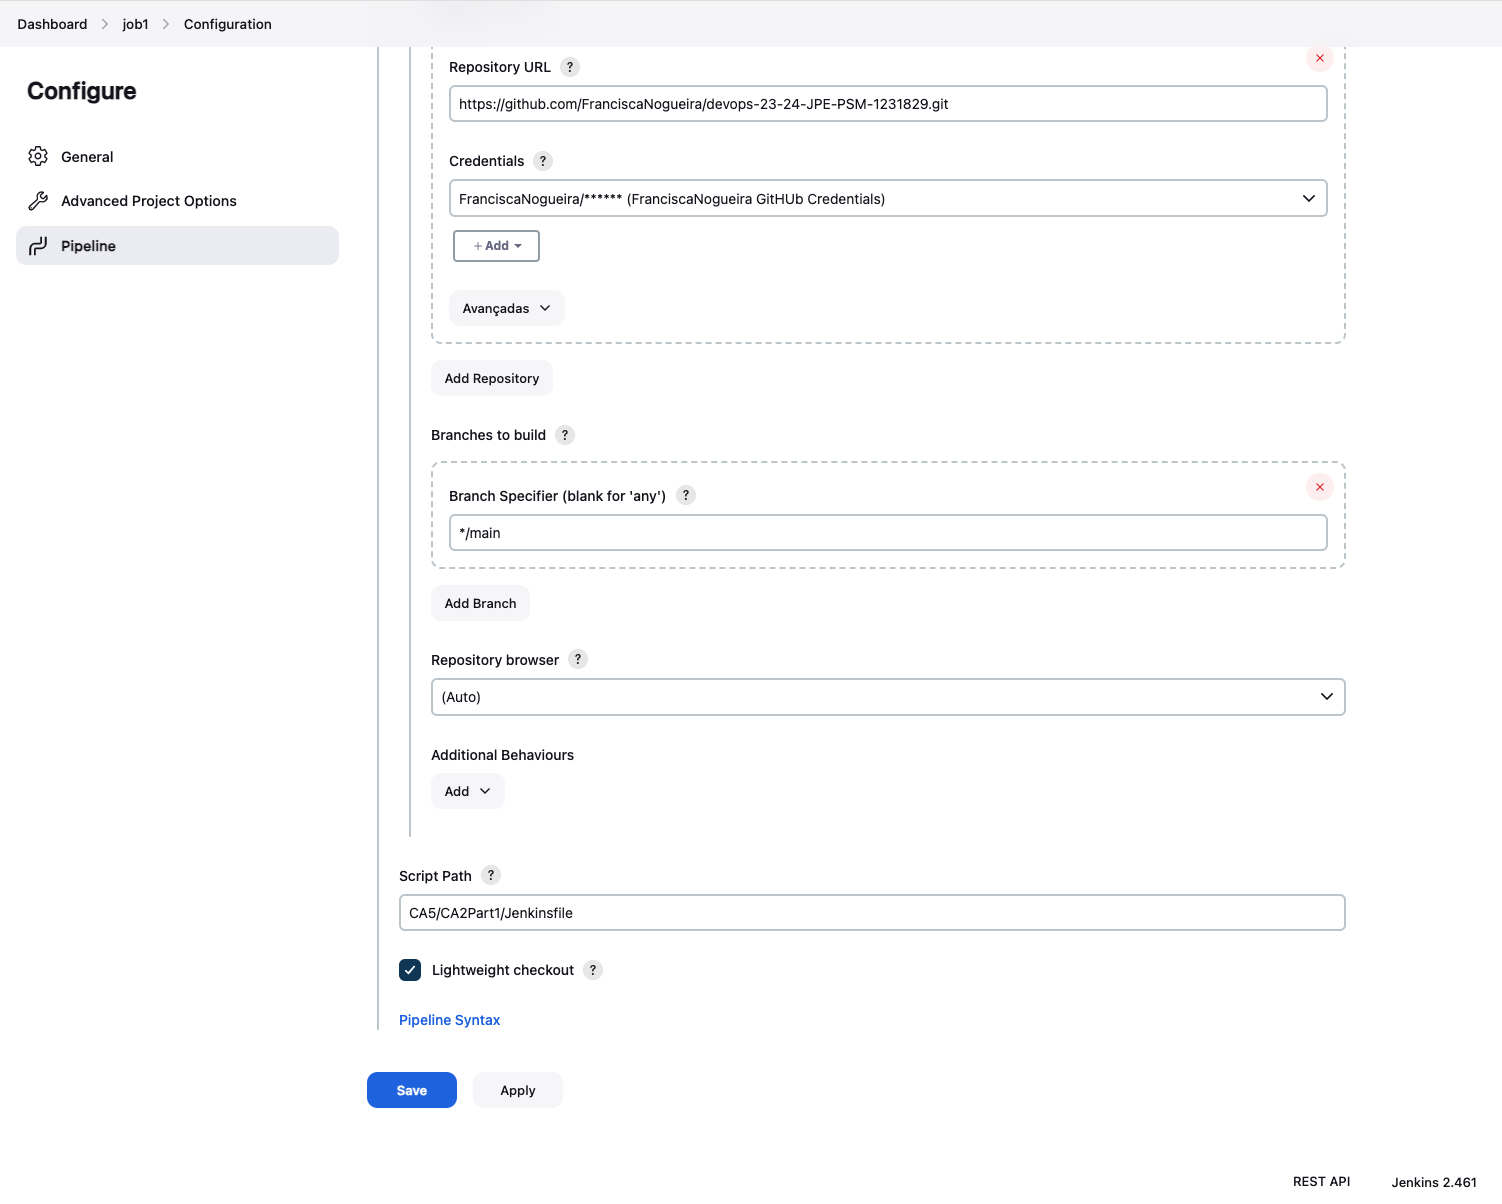 Dashboard > job1 > Configuration
Configure
General
Advanced Project Options
Pipeline
Repository URL ?
https://github.com/FranciscaNogueira/devops-23-24-JPE-PSM-1231829.git
Credentials ?
FranciscaNogueira/****** (FranciscaNogueira GitHUb Credentials)
+ Add
Avançadas
Add Repository
Branches to build ?
Branch Specifier (blank for 'any') ?
*/main
Add Branch
Repository browser ?
(Auto)
Additional Behaviours
Add
Script Path ?
CA5/CA2Part1/Jenkinsfile
Lightweight checkout ?
Pipeline Syntax
Save Apply
REST API Jenkins 2.461